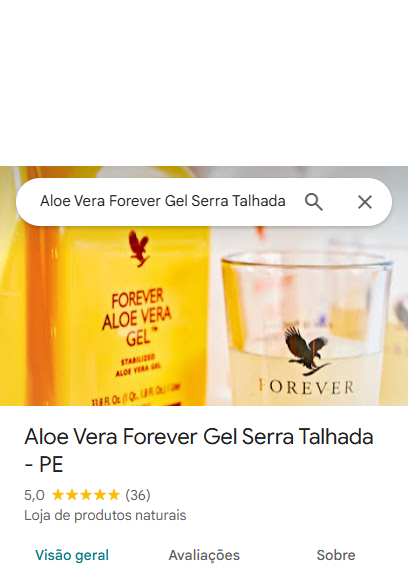 Aloe Vera Forever Gel Serra Talhada
FOREVER
ALOE VERA
GEL™
STABILIZED
ALOE VERA GEL
33.8 Fl. Oz. (1 Qt., 1.8 Fl. Oz.) 1 Liter
FOREVER
Aloe Vera Forever Gel Serra Talhada
- PE
5,0 ★★★★★ (36)
Loja de produtos naturais
Visão geral Avaliações Sobre